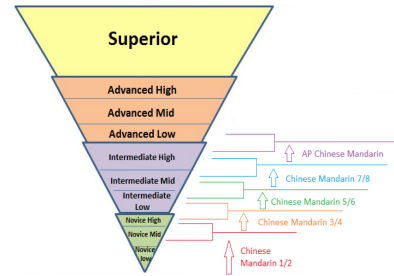 Superior
Advanced High
Advanced Mid
Advanced Low
Intermediate High
Intermediate Mid
Intermediate
Low
Novice High
Novice Mid
Novice
low
AP Chinese Mandarin
Chinese Mandarin 7/8
Chinese Mandarin 5/6
Chinese Mandarin 3/4
Chinese
Mandarin 1/2